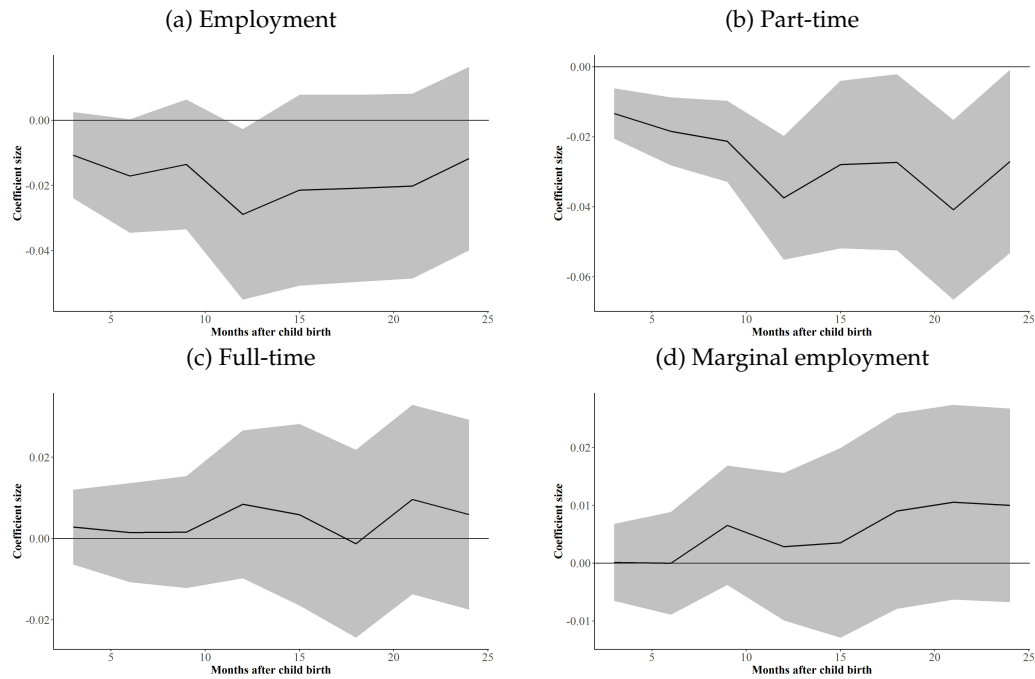 (a) Employment
0.00
-0.02
-0.04
Coefficient size
5
10
15
20
25
Months after child birth
(b) Part-time
0.00
-0.02
-0.04
-0.06
Coefficient size
5
10
15
20
25
Months after child birth
(c) Full-time
0.02
0.00
-0.02
Coefficient size
5
10
15
20
25
Months after child birth
(d) Marginal employment
0.02
0.01
0.00
-0.01
Coefficient size
5
10
15
20
25
Months after child birth